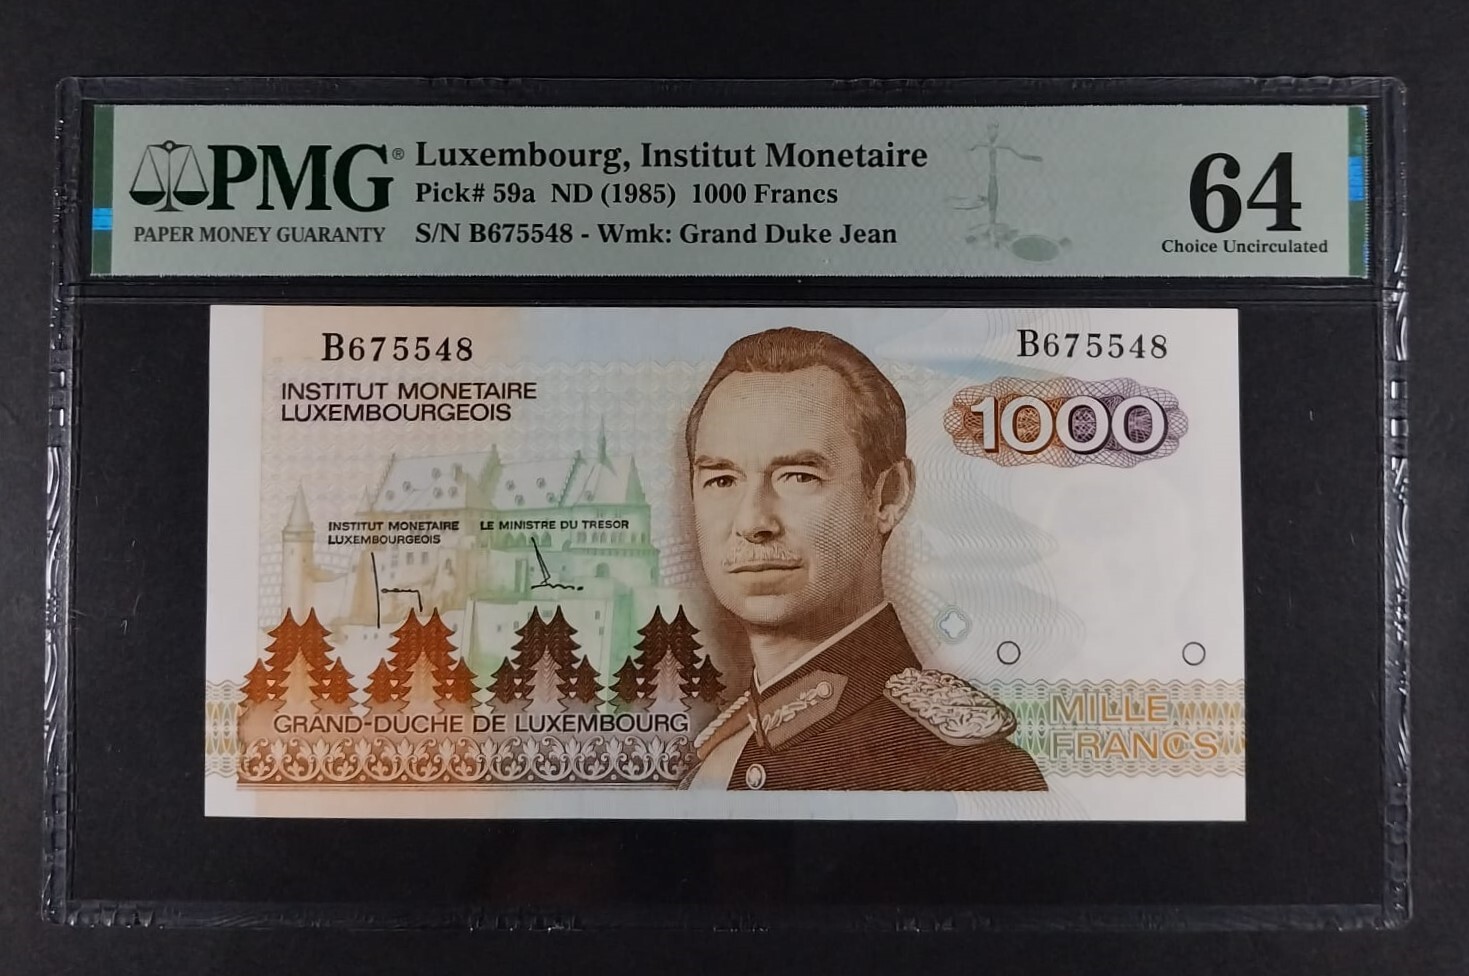 PMG®
PAPER MONEY GUARANTY
Luxembourg, Institut Monetaire
Pick# 59a ND (1985) 1000 Francs
S/N B675548 - Wmk: Grand Duke Jean
64
Choice Uncirculated
B675548
B675548
INSTITUT MONETAIRE
LUXEMBOURGEOIS
1000
INSTITUT MONETAIRE
LUXEMBOURGEOIS
LE MINISTRE DU TRESOR
GRAND-DUCHE DE LUXEMBOURG
MILLE
FRANCS